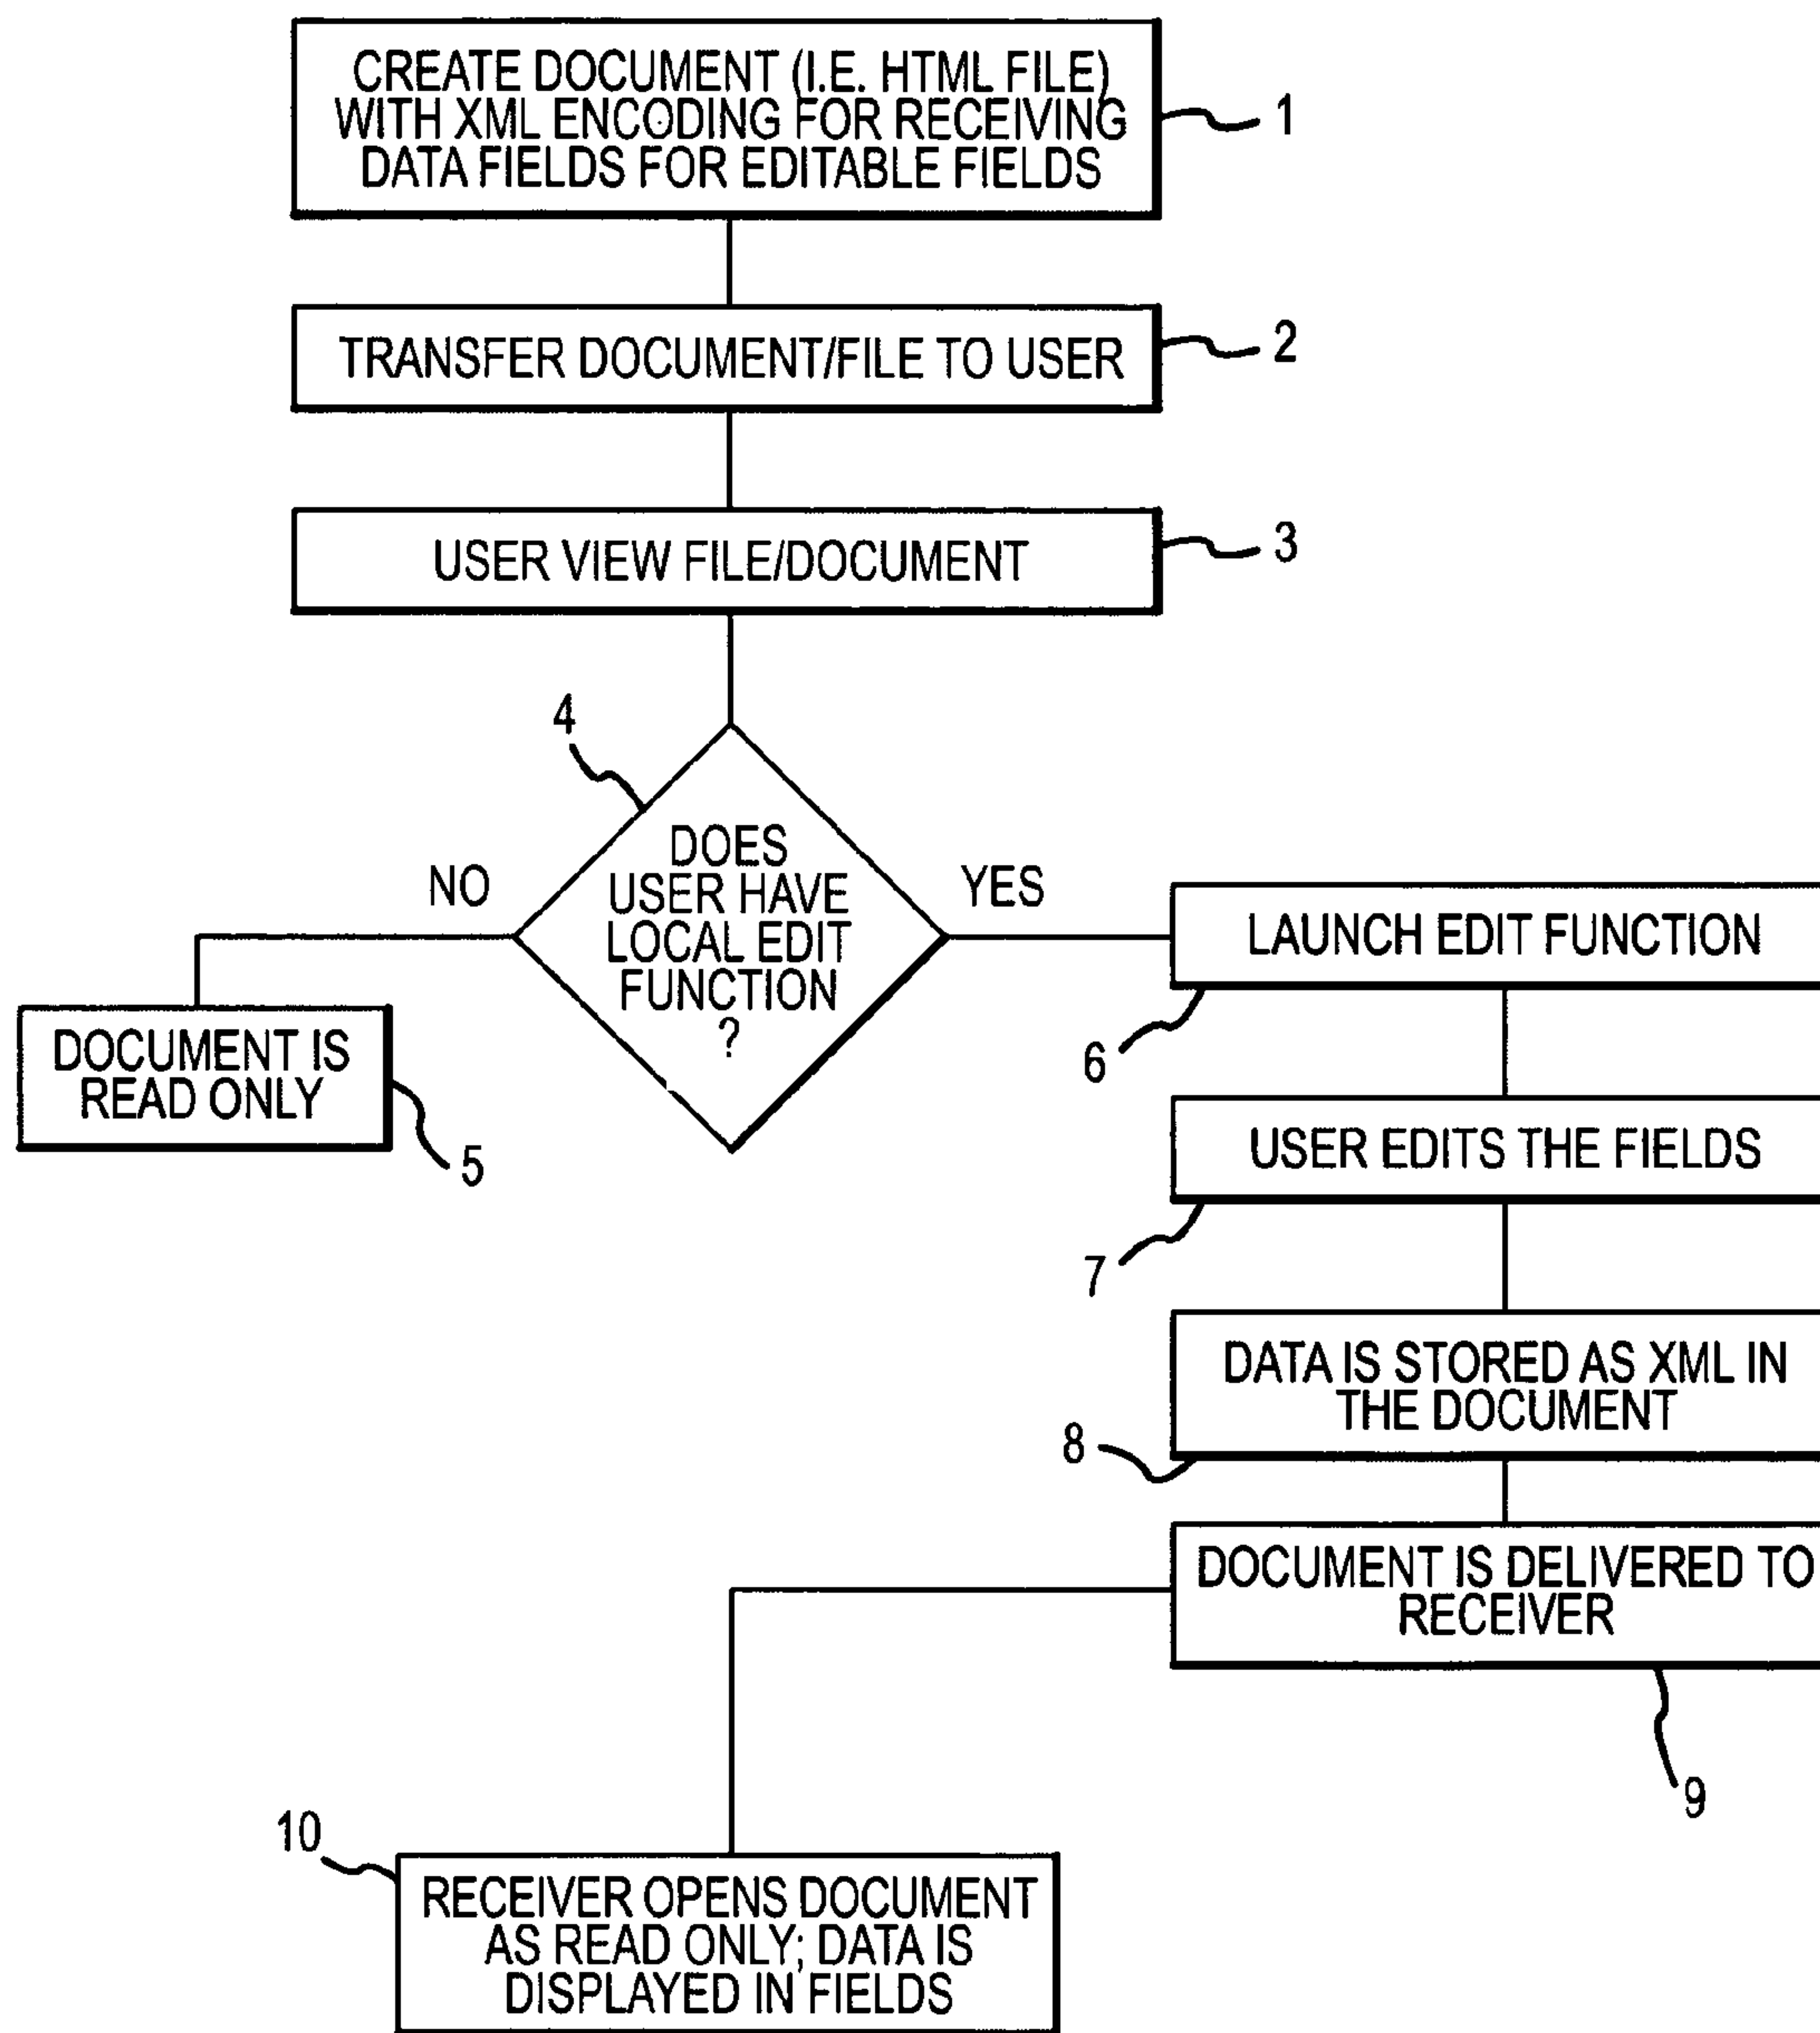 CREATE DOCUMENT (I.E. HTML FILE)
WITH XML ENCODING FOR RECEIVING
DATA FIELDS FOR EDITABLE FIELDS
1
TRANSFER DOCUMENT/FILE TO USER
2
USER VIEW FILE/DOCUMENT
3
4
DOES
USER HAVE
LOCAL EDIT
FUNCTION
?
NO
YES
DOCUMENT IS
READ ONLY
5
LAUNCH EDIT FUNCTION
6
USER EDITS THE FIELDS
7
DATA IS STORED AS XML IN
THE DOCUMENT
8
DOCUMENT IS DELIVERED TO
RECEIVER
9
10
RECEIVER OPENS DOCUMENT
AS READ ONLY; DATA IS
DISPLAYED IN FIELDS